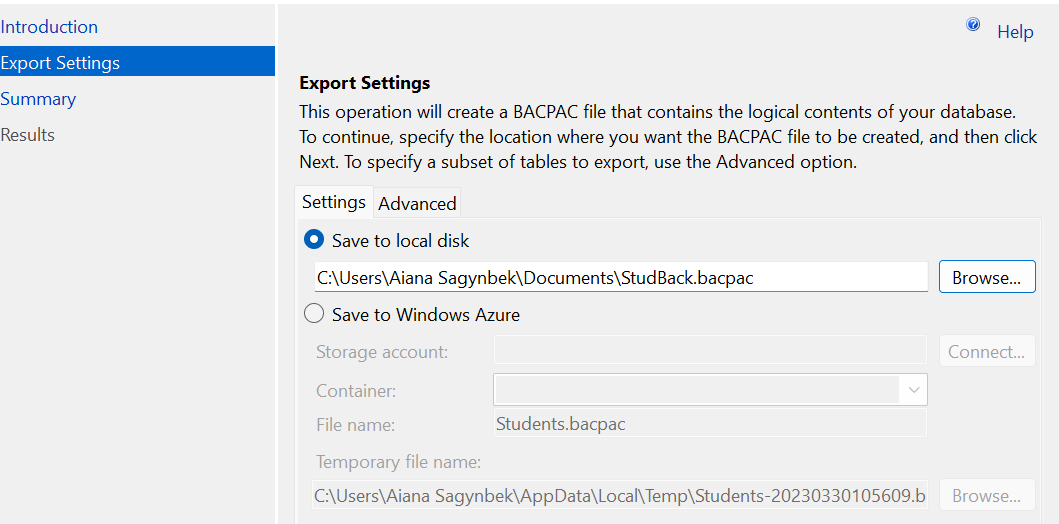 Introduction
Export Settings
Summary
Results
Help
Export Settings
This operation will create a BACPAC file that contains the logical contents of your database.
To continue, specify the location where you want the BACPAC file to be created, and then click
Next. To specify a subset of tables to export, use the Advanced option.
Settings Advanced
Save to local disk
C:\Users\Aiana Sagynbek\Documents\StudBack.bacpac Browse...
Save to Windows Azure
Storage account: Connect...
Container:
File name: Students.bacpac
Temporary file name:
C:\Users\Aiana Sagynbek\AppData\Local\Temp\Students-20230330105609.b Browse...